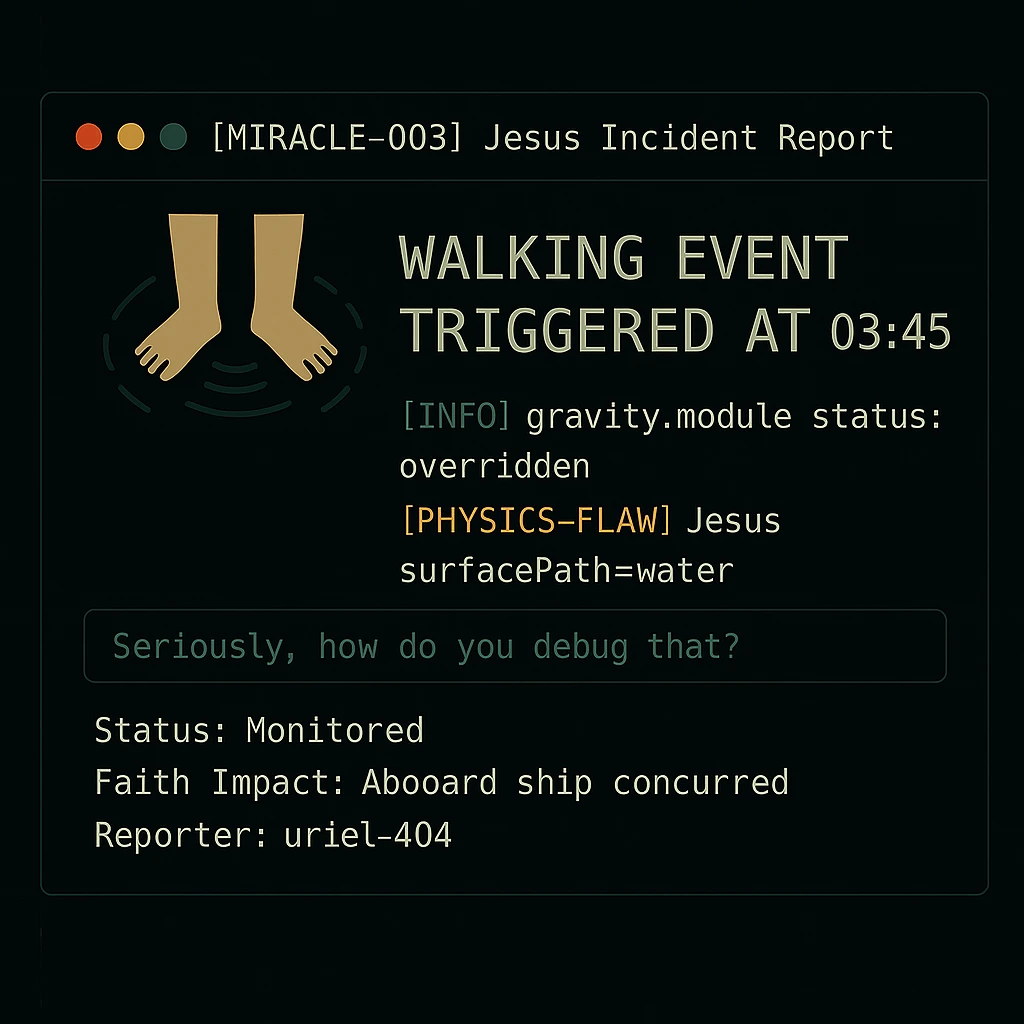 [MIRACLE-003] Jesus Incident Report
WALKING EVENT
TRIGGERED AT 03:45
[INFO] gravity.module status:
overridden
[PHYSICS-FLAW] Jesus
surfacePath=water
Seriously, how do you debug that?
Status: Monitored
Faith Impact: Abooard ship concurred
Reporter: uriel-404